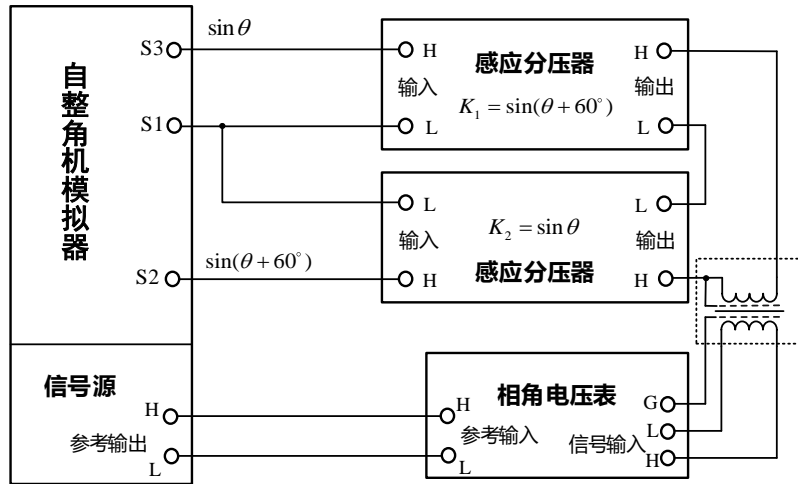 自整角机模拟器
S3
sinθ
S1
S2
sin(θ+60°)
H
输入
L
感应分压器
K₁ = sin(θ+60°)
H
输出
L
L
输入
H
K₂ = sinθ
感应分压器
L
输出
H
信号源
H
参考输出
L
H
参考输入
L
相角电压表
G
L
信号输入
H